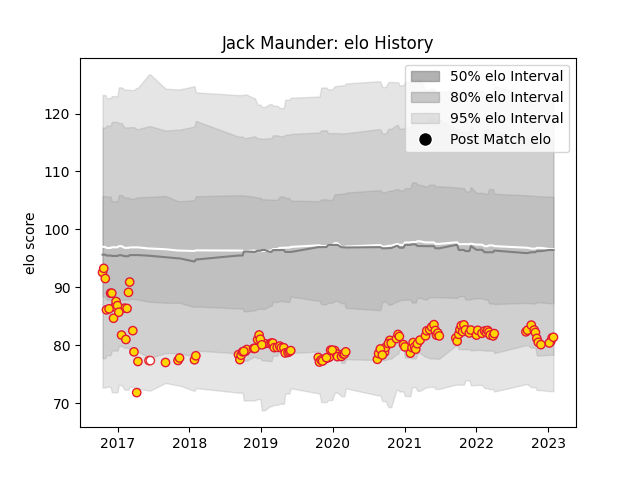 Jack Maunder: elo History
50% elo Interval
80% elo Interval
95% elo Interval
Post Match elo
elo score
120
110
100
90
80
70
2017 2018 2019 2020 2021 2022 2023